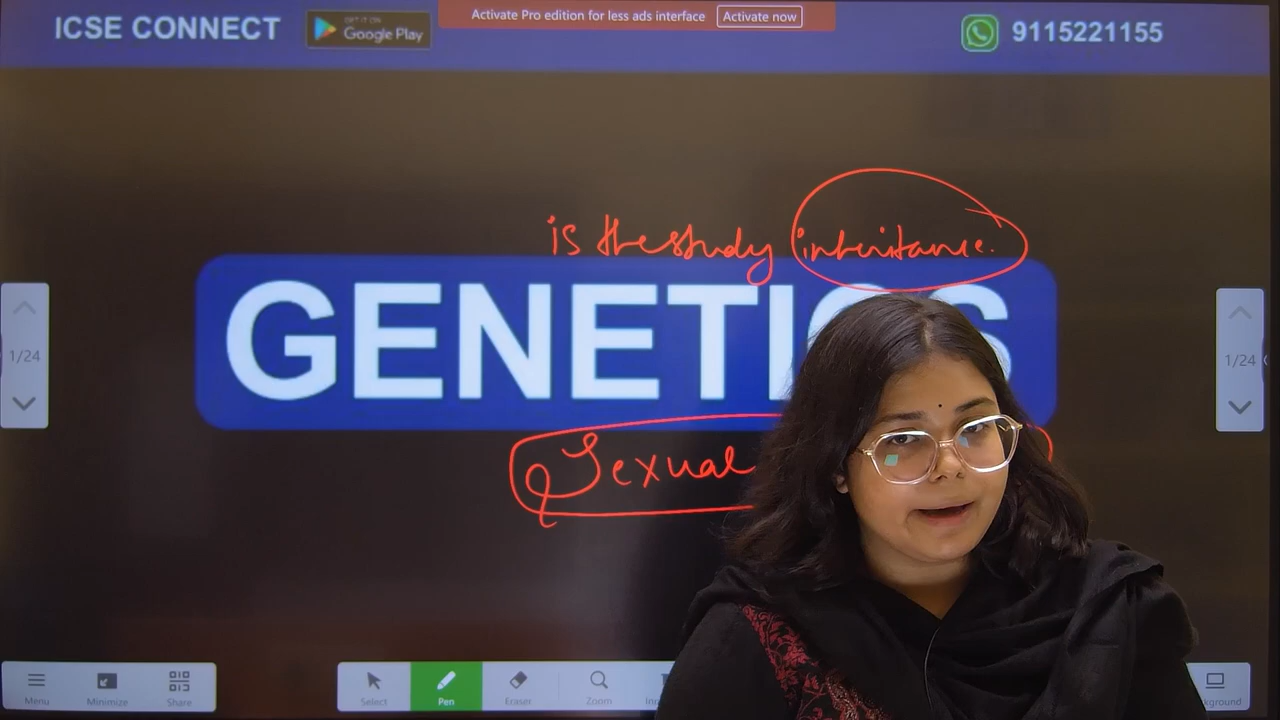 ICSE CONNECT
GET IT ON
Google Play
Activate Pro edition for less ads interface
Activate now
9115221155
is the study inheritance.
GENETICS
Sexual
1/24
1/24
Menu
Minimize
Share
Select
Pen
Eraser
Zoom